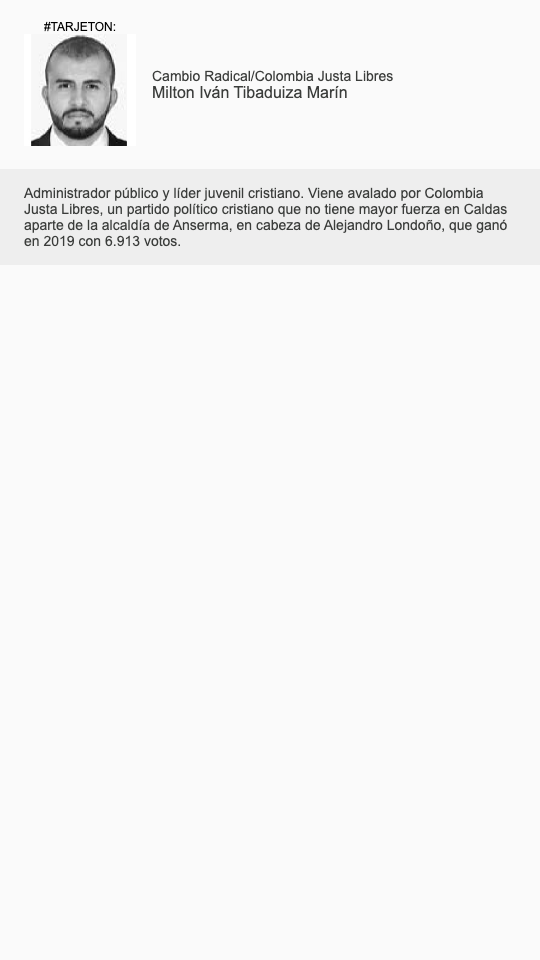 #TARJETON:
Cambio Radical/Colombia Justa Libres
Milton Iván Tibaduiza Marín
Administrador público y líder juvenil cristiano. Viene avalado por Colombia
Justa Libres, un partido político cristiano que no tiene mayor fuerza en Caldas
aparte de la alcaldía de Anserma, en cabeza de Alejandro Londoño, que ganó
en 2019 con 6.913 votos.